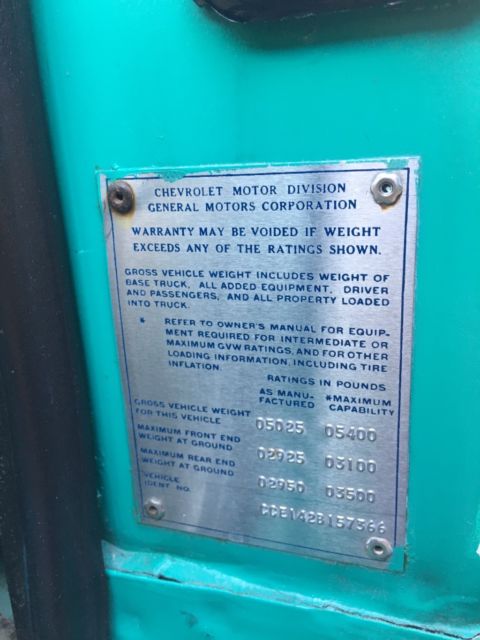 CHEVROLET MOTOR DIVISION
GENERAL MOTORS CORPORATION
WARRANTY MAY BE VOIDED IF WEIGHT
EXCEEDS ANY OF THE RATINGS SHOWN.
GROSS VEHICLE WEIGHT INCLUDES WEIGHT OF
BASE TRUCK, ALL ADDED EQUIPMENT, DRIVER
AND PASSENGERS, AND ALL PROPERTY LOADED
INTO TRUCK.
* REFER TO OWNER'S MANUAL FOR EQUIP-
MENT REQUIRED FOR INTERMEDIATE OR
MAXIMUM GVW RATINGS, AND FOR OTHER
LOADING INFORMATION, INCLUDING TIRE
INFLATION.
RATINGS IN POUNDS
AS MANU- *MAXIMUM
FACTURED CAPABILITY
GROSS VEHICLE WEIGHT
FOR THIS VEHICLE 05025 05400
MAXIMUM FRONT END
WEIGHT AT GROUND 02925 03100
MAXIMUM REAR END
WEIGHT AT GROUND 02950 03500
VEHICLE
IDENT NO. CCE142B157366